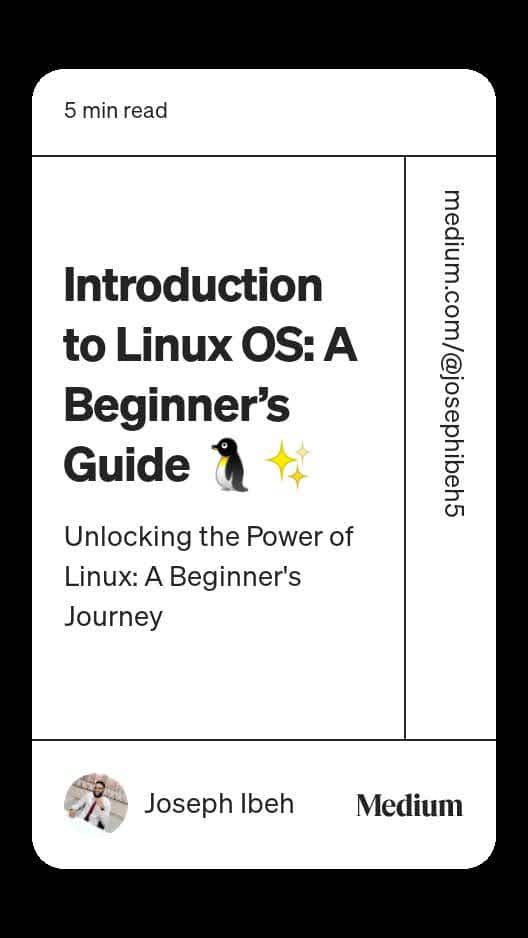 5 min read
Introduction
to Linux OS: A
Beginner’s
Guide 🐧 ✨
Unlocking the Power of
Linux: A Beginner's
Journey
medium.com/@josephibeh5
Joseph Ibeh
Medium